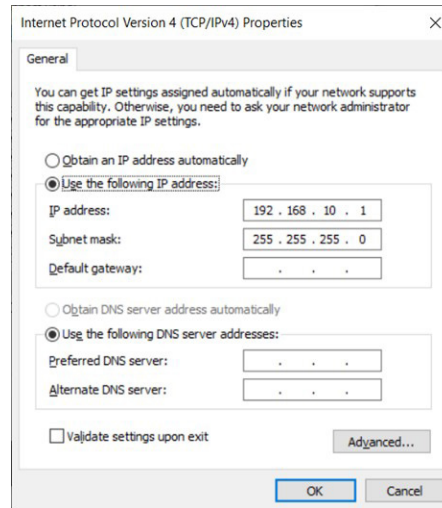 Internet Protocol Version 4 (TCP/IPv4) Properties
General
You can get IP settings assigned automatically if your network supports
this capability. Otherwise, you need to ask your network administrator
for the appropriate IP settings.
Obtain an IP address automatically
Use the following IP address:
IP address: 192 . 168 . 10 . 1
Subnet mask: 255 . 255 . 255 . 0
Default gateway: . . .
Obtain DNS server address automatically
Use the following DNS server addresses:
Preferred DNS server: . . .
Alternate DNS server: . . .
Validate settings upon exit
Advanced...
OK Cancel